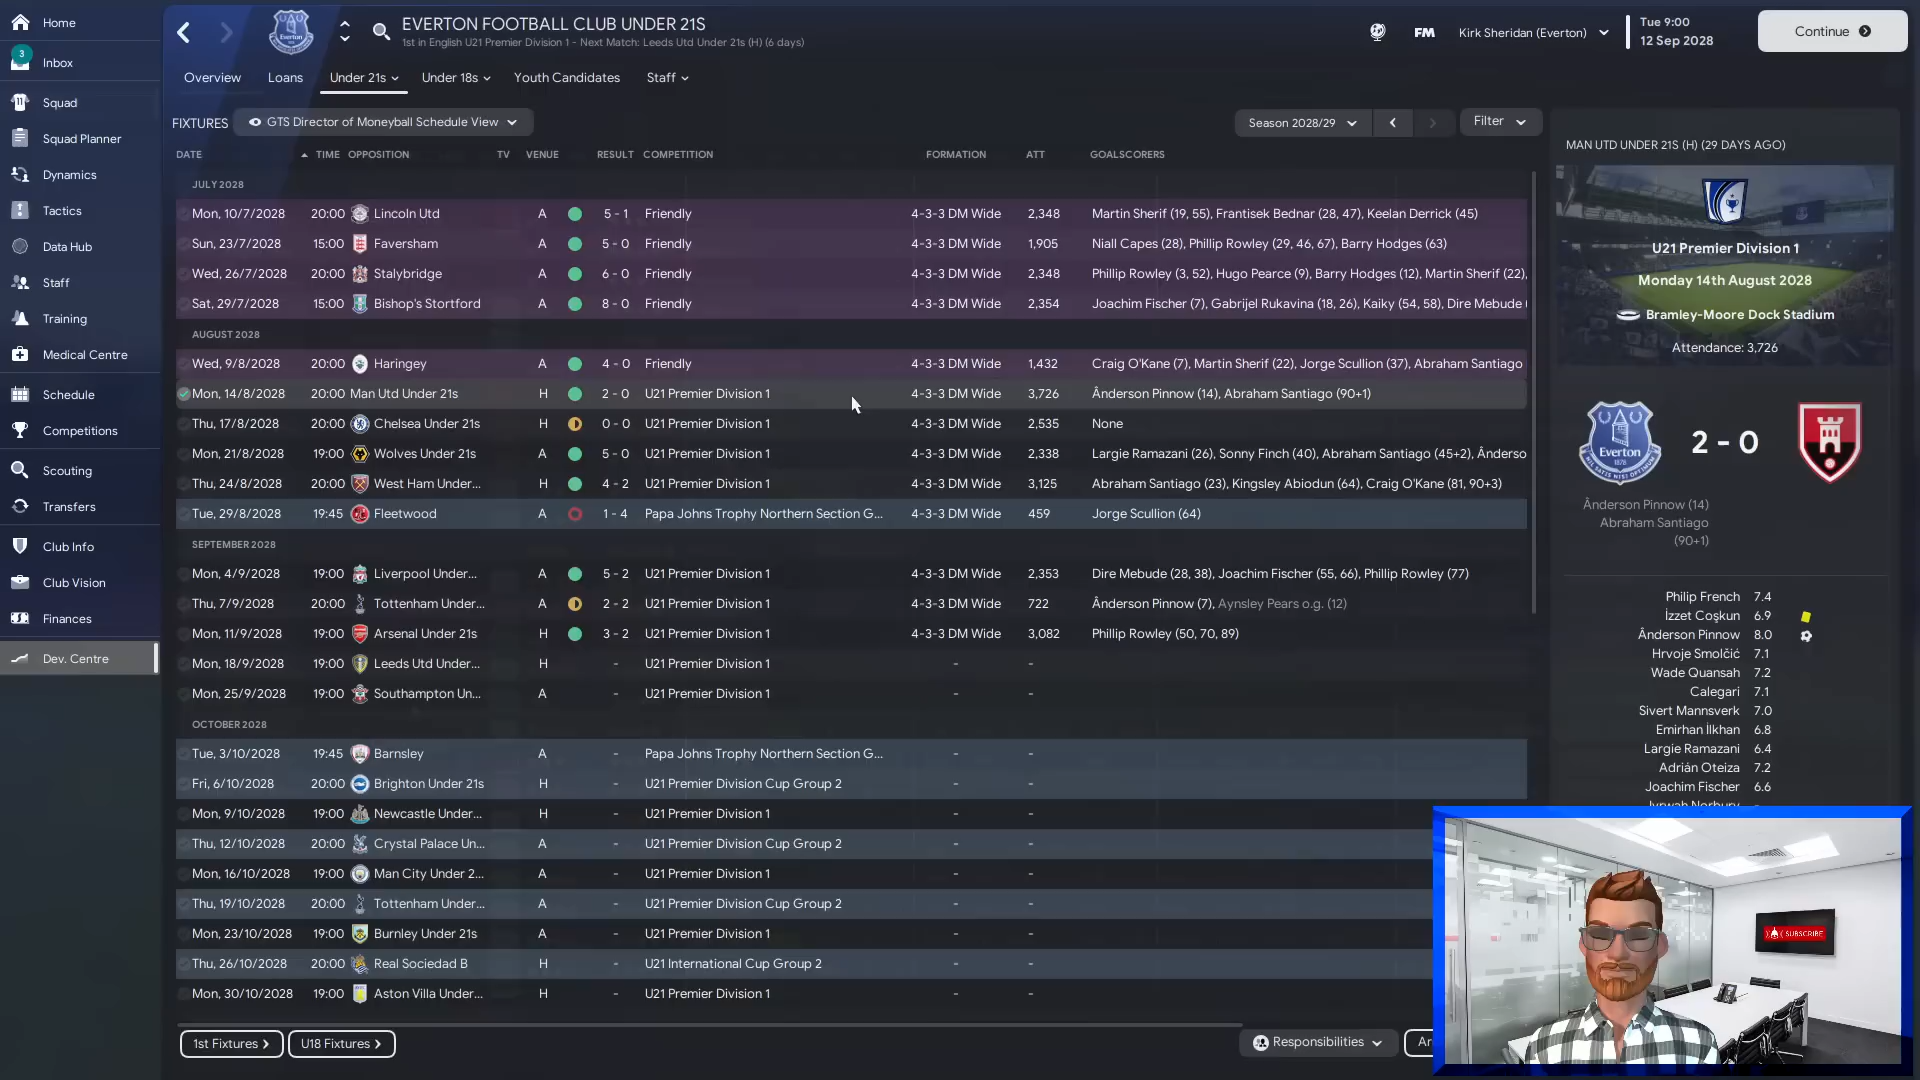 Home
3
Inbox
Squad
Squad Planner
Dynamics
Tactics
Data Hub
Staff
Training
Medical Centre
Schedule
Competitions
Scouting
Transfers
Club Info
Club Vision
Finances
Dev. Centre
EVERTON FOOTBALL CLUB UNDER 21S
1st in English U21 Premier Division 1 - Next Match: Leeds Utd Under 21s (H) (6 days)
FM
Kirk Sheridan (Everton)
Tue 9:00
12 Sep 2028
Continue
Overview Loans Under 21s Under 18s Youth Candidates Staff
FIXTURES GTS Director of Moneyball Schedule View Season 2028/29 Filter
DATE TIME OPPOSITION TV VENUE RESULT COMPETITION FORMATION ATT GOALSCORERS
JULY 2028
Mon, 10/7/2028 20:00 Lincoln Utd A 5 - 1 Friendly 4-3-3 DM Wide 2,348 Martin Sherif (19, 55), Frantisek Bednar (28, 47), Keelan Derrick (45)
Sun, 23/7/2028 15:00 Faversham A 5 - 0 Friendly 4-3-3 DM Wide 1,905 Niall Capes (28), Phillip Rowley (29, 46, 67), Barry Hodges (63)
Wed, 26/7/2028 20:00 Stalybridge A 6 - 0 Friendly 4-3-3 DM Wide 2,348 Phillip Rowley (3, 52), Hugo Pearce (9), Barry Hodges (12), Martin Sherif (22),
Sat, 29/7/2028 15:00 Bishop's Stortford A 8 - 0 Friendly 4-3-3 DM Wide 2,354 Joachim Fischer (7), Gabrijel Rukavina (18, 26), Kaiky (54, 58), Dire Mebude (
AUGUST 2028
Wed, 9/8/2028 20:00 Haringey A 4 - 0 Friendly 4-3-3 DM Wide 1,432 Craig O'Kane (7), Martin Sherif (22), Jorge Scullion (37), Abraham Santiago
Mon, 14/8/2028 20:00 Man Utd Under 21s H 2 - 0 U21 Premier Division 1 4-3-3 DM Wide 3,726 Ânderson Pinnow (14), Abraham Santiago (90+1)
Thu, 17/8/2028 20:00 Chelsea Under 21s H 0 - 0 U21 Premier Division 1 4-3-3 DM Wide 2,535 None
Mon, 21/8/2028 19:00 Wolves Under 21s A 5 - 0 U21 Premier Division 1 4-3-3 DM Wide 2,338 Largie Ramazani (26), Sonny Finch (40), Abraham Santiago (45+2),Ânderso
Thu, 24/8/2028 20:00 West Ham Under... H 4 - 2 U21 Premier Division 1 4-3-3 DM Wide 3,125 Abraham Santiago (23), Kingsley Abiodun (64), Craig O'Kane (81, 90+3)
Tue, 29/8/2028 19:45 Fleetwood A 1 - 4 Papa Johns Trophy Northern Section G... 4-3-3 DM Wide 459 Jorge Scullion (64)
SEPTEMBER 2028
Mon, 4/9/2028 19:00 Liverpool Under... A 5 - 2 U21 Premier Division 1 4-3-3 DM Wide 2,353 Dire Mebude (28, 38), Joachim Fischer (55, 66), Phillip Rowley (77)
Thu, 7/9/2028 20:00 Tottenham Under... A 2 - 2 U21 Premier Division 1 4-3-3 DM Wide 722 Ânderson Pinnow (7), Aynsley Pears o.g. (12)
Mon, 11/9/2028 19:00 Arsenal Under 21s H 3 - 2 U21 Premier Division 1 4-3-3 DM Wide 3,082 Phillip Rowley (50, 70, 89)
Mon, 18/9/2028 19:00 Leeds Utd Under... H - U21 Premier Division 1 - -
Mon, 25/9/2028 19:00 Southampton Un... A - U21 Premier Division 1 - -
OCTOBER 2028
Tue, 3/10/2028 19:45 Barnsley A - Papa Johns Trophy Northern Section G... - -
Fri, 6/10/2028 20:00 Brighton Under 21s H - U21 Premier Division Cup Group 2 - -
Mon, 9/10/2028 19:00 Newcastle Under... H - U21 Premier Division 1 - -
Thu, 12/10/2028 20:00 Crystal Palace Un... A - U21 Premier Division Cup Group 2 - -
Mon, 16/10/2028 19:00 Man City Under 2... A - U21 Premier Division 1 - -
Thu, 19/10/2028 20:00 Tottenham Under... A - U21 Premier Division Cup Group 2 - -
Mon, 23/10/2028 19:00 Burnley Under 21s A - U21 Premier Division 1 - -
Thu, 26/10/2028 20:00 Real Sociedad B H - U21 International Cup Group 2 - -
Mon, 30/10/2028 19:00 Aston Villa Under... H - U21 Premier Division 1 - -
1st Fixtures U18 Fixtures Responsibilities Ar
MAN UTD UNDER 21S (H) (29 DAYS AGO)
U21 Premier Division 1
Monday 14th August 2028
Bramley-Moore Dock Stadium
Attendance: 3,726
Everton
2 - 0
Ânderson Pinnow (14)
Abraham Santiago
(90+1)
Philip French 7.4
İzzet Coşkun 6.9
Ânderson Pinnow 8.0
Hrvoje Smolčić 7.1
Wade Quansah 7.2
Calegari 7.1
Sivert Mannsverk 7.0
Emirhan İlkhan 6.8
Largie Ramazani 6.4
Adrián Oteiza 7.2
Joachim Fischer 6.6
SUBSCRIBE